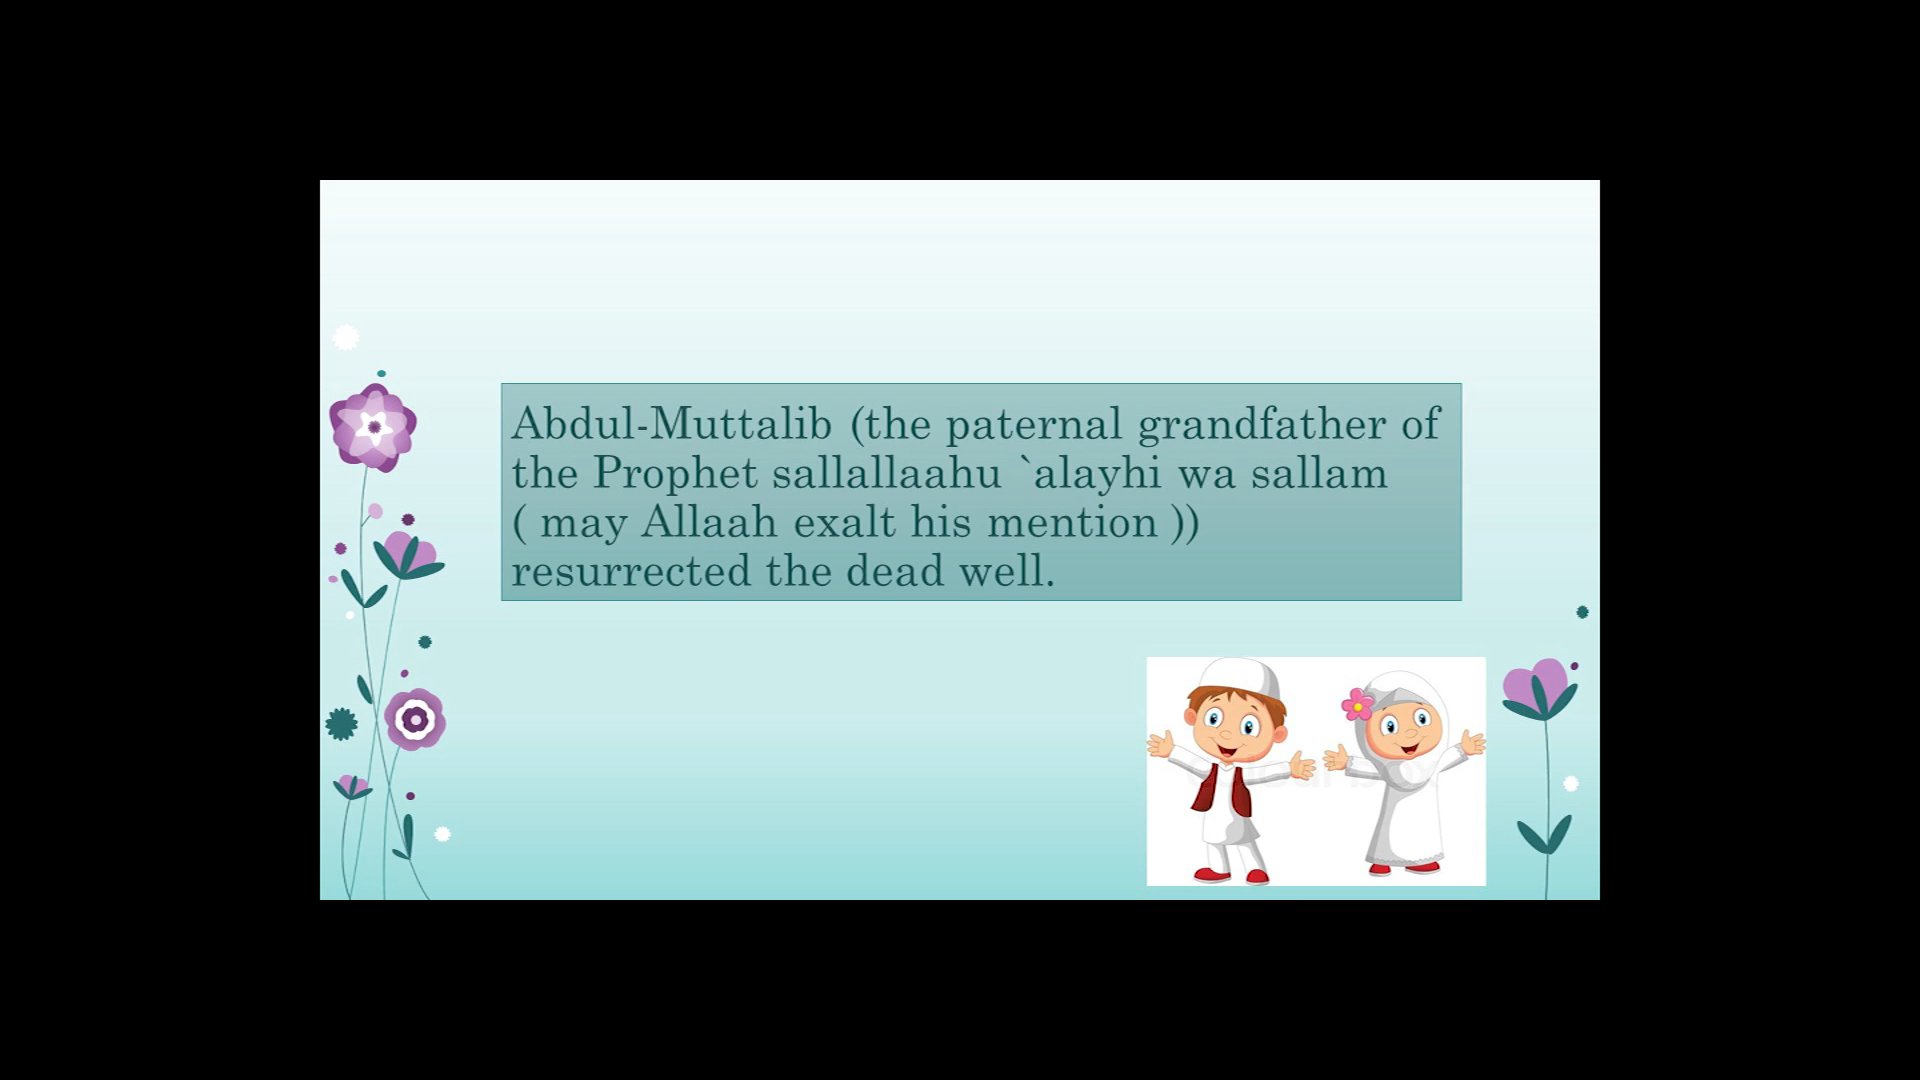 Abdul-Muttalib (the paternal grandfather of
the Prophet sallallaahu `alayhi wa sallam
( may Allaah exalt his mention ))
resurrected the dead well.